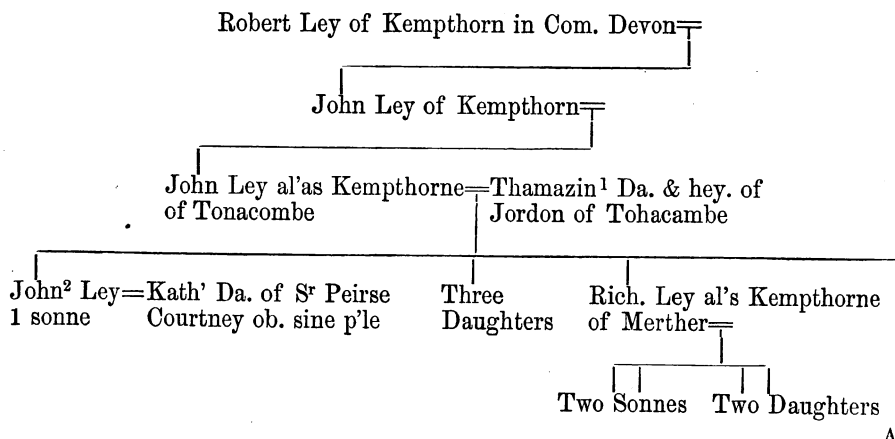 Robert Ley of Kempthorn in Com. Devon=
John Ley of Kempthorn=
John Ley al'as Kempthorne=Thamazin¹ Da. & hey. of
of Tonacombe Jordon of Tohacambe
John² Ley=Kath' Da. of Sʳ Peirse Three Rich. Ley al's Kempthorne
1 sonne Courtney ob. sine p'le Daughters of Merther=
Two Sonnes Two Daughters